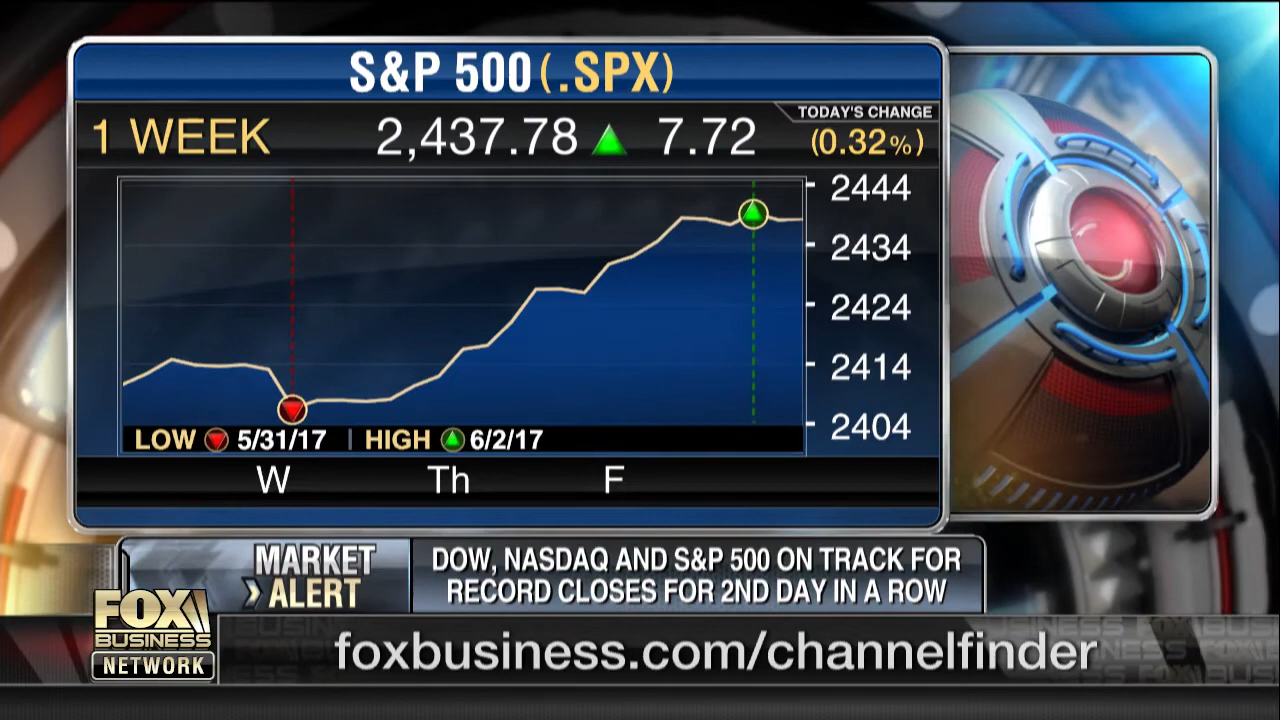 S&P 500 (.SPX)
TODAY'S CHANGE
1 WEEK 2,437.78 7.72 (0.32%)
2444
2434
2424
2414
2404
LOW 5/31/17 | HIGH 6/2/17
W Th F
MARKET
ALERT
DOW, NASDAQ AND S&P 500 ON TRACK FOR
RECORD CLOSES FOR 2ND DAY IN A ROW
FOX
BUSINESS
NETWORK
foxbusiness.com/channelfinder